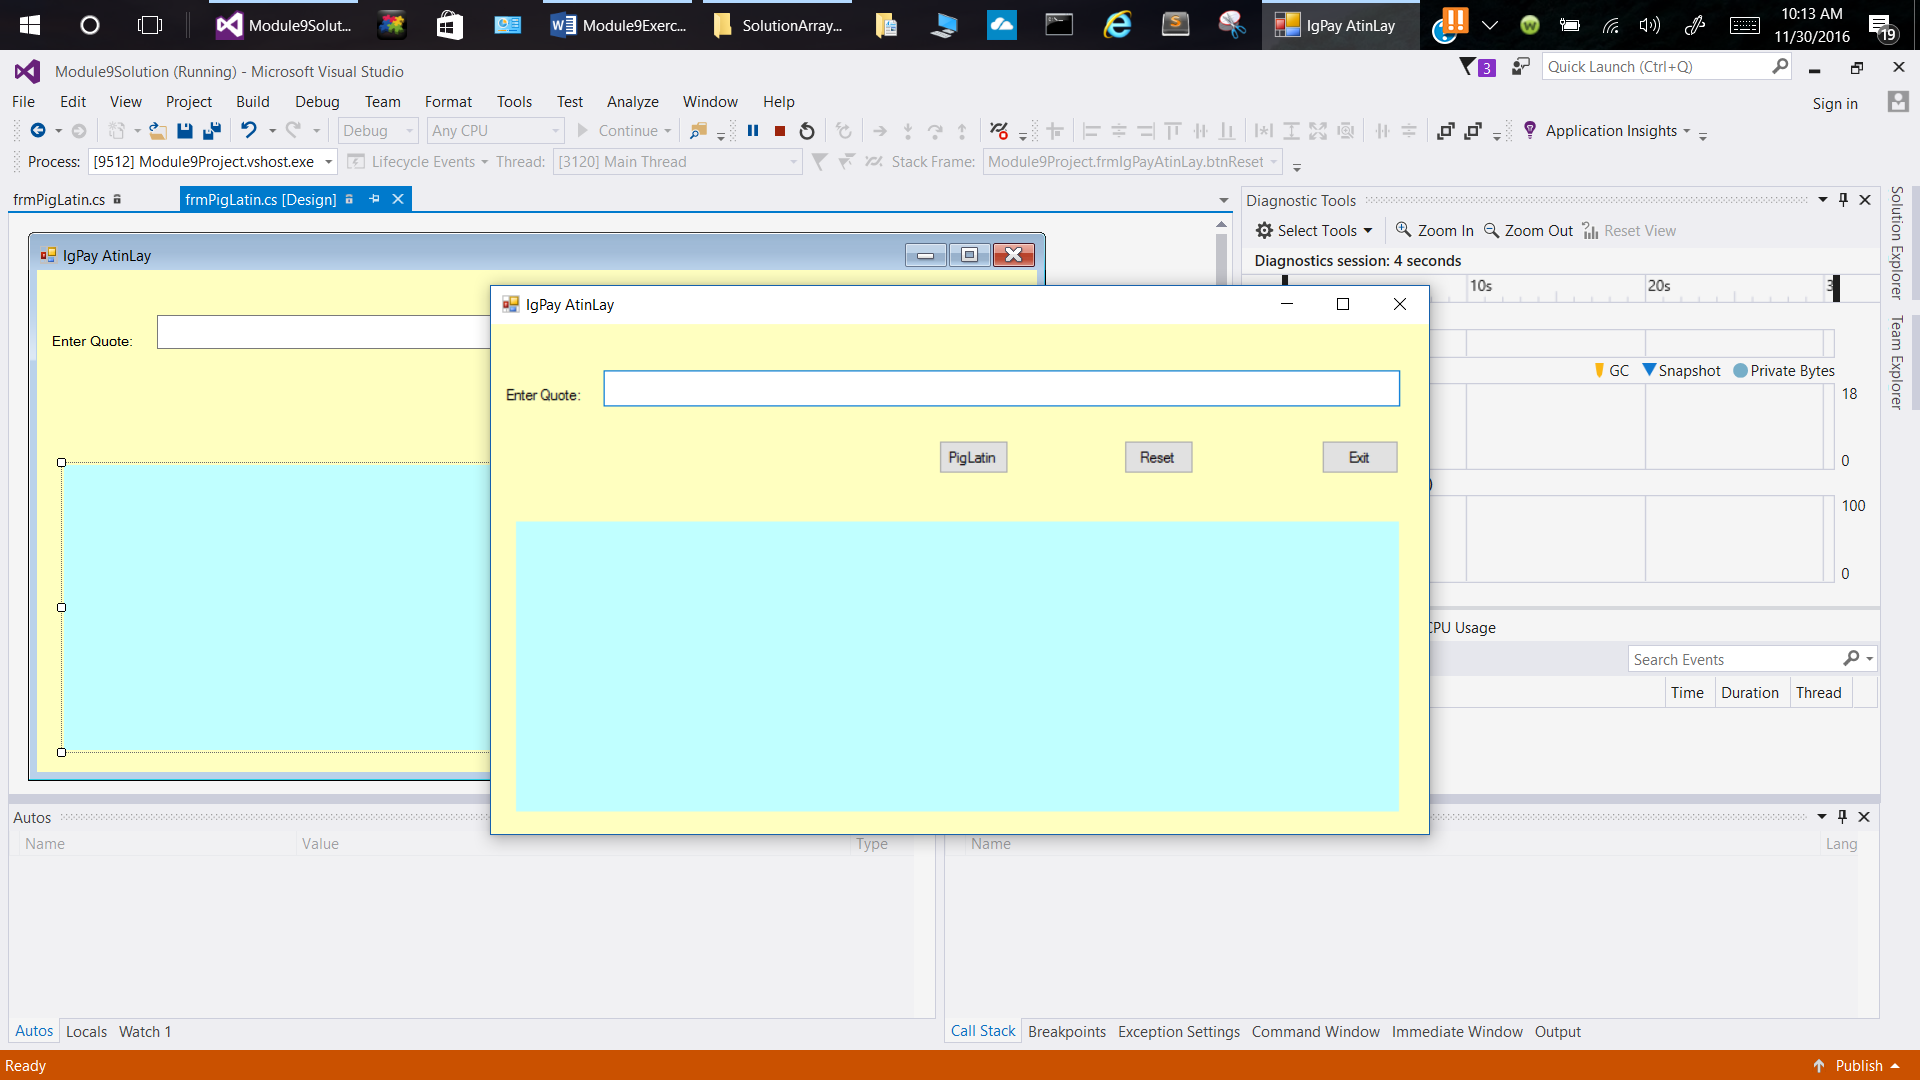 Module9Solut... Module9Exerc... SolutionArray... IgPay AtinLay 10:13 AM
11/30/2016 19
Module9Solution (Running) - Microsoft Visual Studio 3 Quick Launch (Ctrl+Q)
File Edit View Project Build Debug Team Format Tools Test Analyze Window Help Sign in
Debug Any CPU Continue Application Insights
Process: [9512] Module9Project.vshost.exe Lifecycle Events Thread: [3120] Main Thread Stack Frame: Module9Project.frmIgPayAtinLay.btnReset
frmPigLatin.cs frmPigLatin.cs [Design] Diagnostic Tools
Select Tools Zoom In Zoom Out Reset View
Diagnostics session: 4 seconds
10s 20s 3
IgPay AtinLay
Enter Quote:
IgPay AtinLay
Enter Quote:
PigLatin Reset Exit
GC Snapshot Private Bytes
18
0
)
100
0
CPU Usage
Search Events
Time Duration Thread
Solution Explorer
Team Explorer
Autos
Name Value Type
Name Lang
Autos Locals Watch 1
Call Stack Breakpoints Exception Settings Command Window Immediate Window Output
Ready Publish